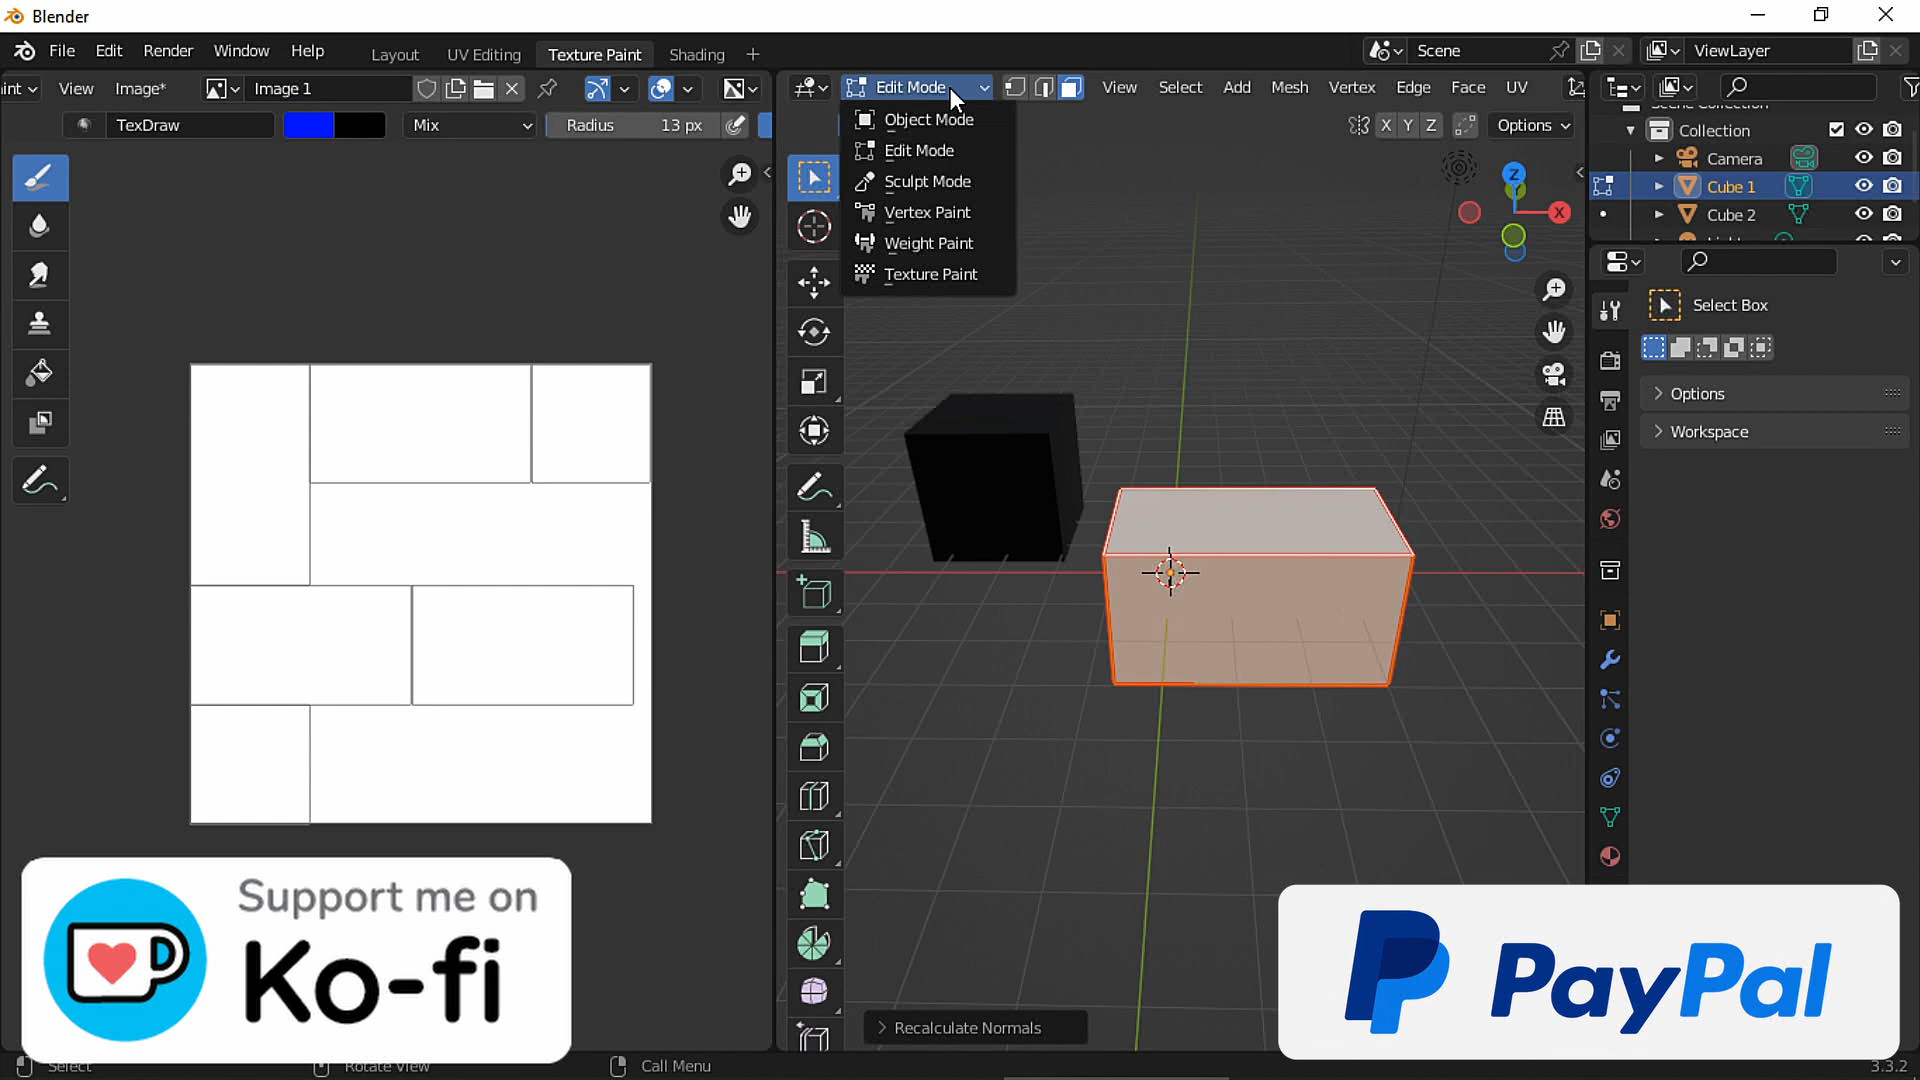 Blender
File Edit Render Window Help Layout UV Editing Texture Paint Shading + Scene ViewLayer
int View Image* Image 1 Edit Mode View Select Add Mesh Vertex Edge Face UV
TexDraw Mix Radius 13 px Object Mode X Y Z Options Scene Collection
Collection
Edit Mode
Camera
Sculpt Mode
Cube 1
Vertex Paint
Cube 2
Weight Paint
Texture Paint
Z
X
Select Box
Options
Workspace
Recalculate Normals
Support me on
Ko-fi
PayPal
Select Rotate View Call Menu 3.3.2